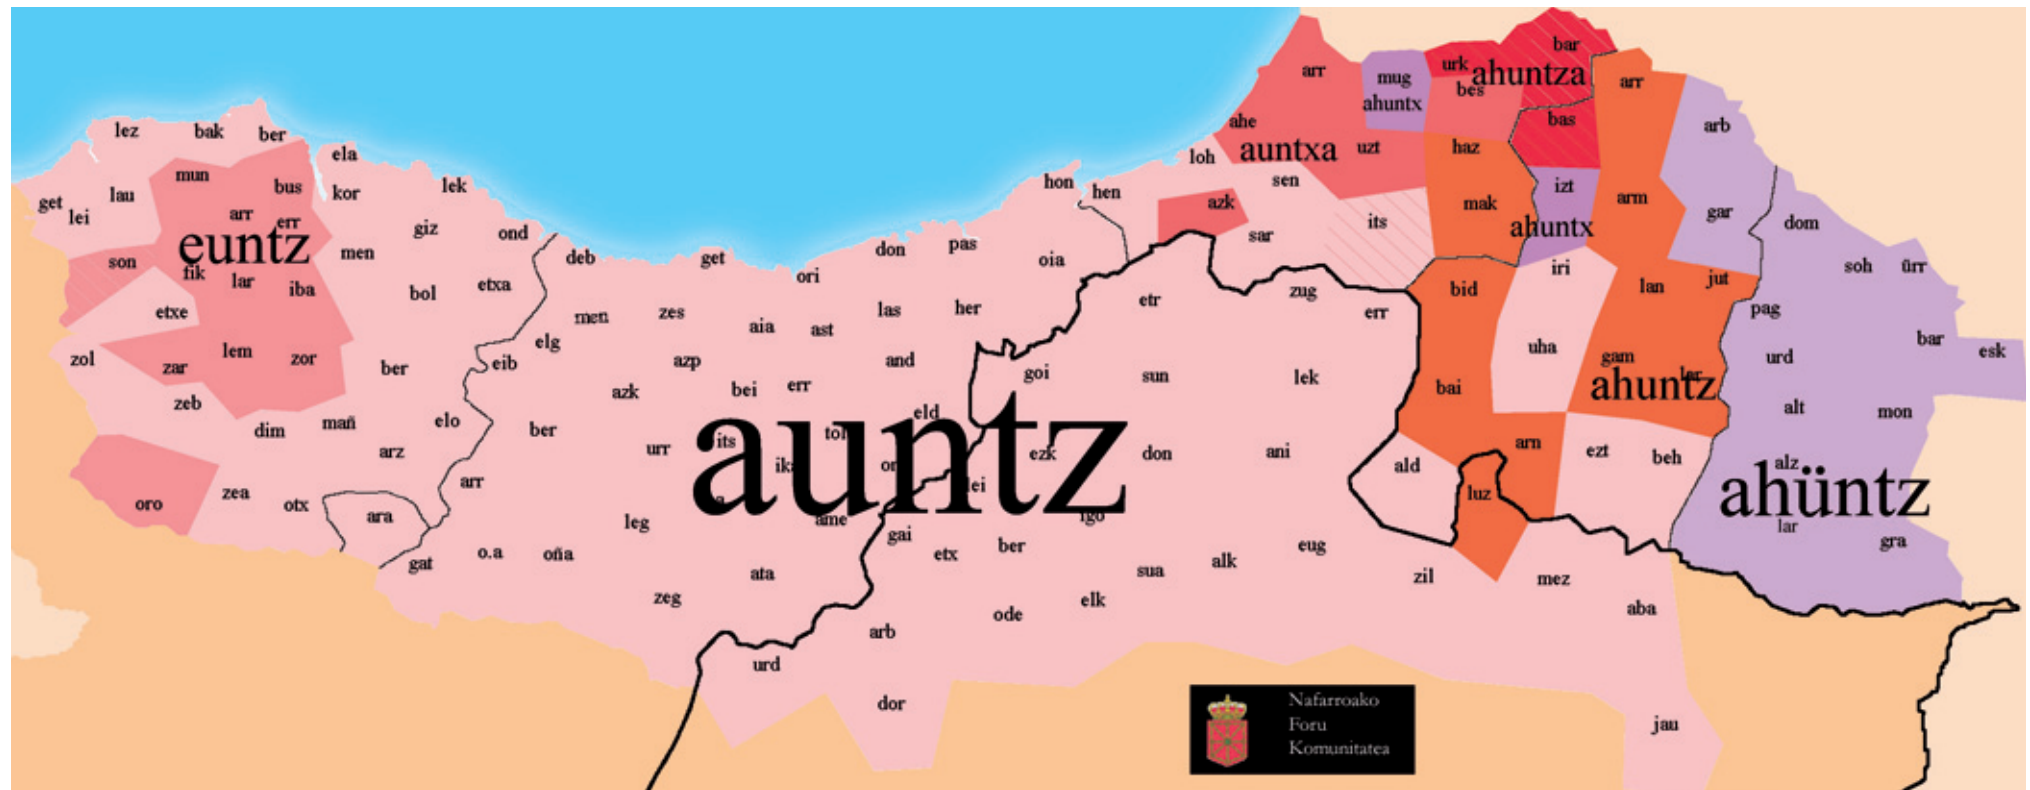 bar
urk
ahuntza
arr
mug
arr
bes
ahuntx
lez
bak
ber
ahe
bas
arb
ela
loh
auntxa
uzt
haz
mun
sen
izt
get
lau
bus
kor
lek
hon
hen
azk
mak
arm
lei
arr
err
giz
ond
sar
its
ahuntx
gar
dom
euntz
men
deb
get
don
pas
oia
son
fik
lar
iba
bol
etxa
ori
iri
soh
ürr
etxe
men
zes
las
her
etr
zug
err
bid
lan
jut
pag
aia
ast
zol
lem
zor
elg
uha
urd
bar
esk
zar
ber
eib
azp
and
goi
sun
lek
gam
lar
zeb
azk
bei
err
bai
ahuntz
dim
mañ
elo
ber
eld
alt
mon
arz
urr
its
tol
auntz
ezk
don
ani
ald
arn
ezt
beh
oro
zea
otx
ara
arr
lei
luz
alz
ahüntz
leg
ame
igo
lar
gat
o.a
oña
gai
etx
ber
eug
gra
ata
sua
alk
zil
mez
zeg
ode
elk
aba
urd
arb
dor
jau
Nafarroako
Foru
Komunitatea